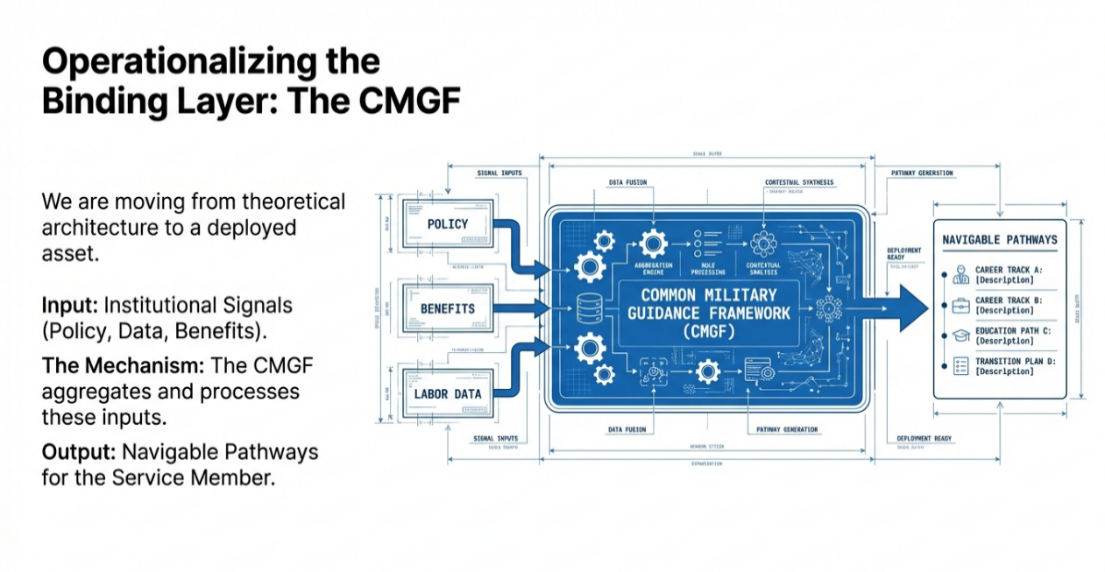 Operationalizing the
Binding Layer: The CMGF
We are moving from theoretical
architecture to a deployed
asset.
Input: Institutional Signals
(Policy, Data, Benefits).
The Mechanism: The CMGF
aggregates and processes
these inputs.
Output: Navigable Pathways
for the Service Member.
SIGNAL INPUTS
DATA FUSION
CONTEXTUAL SYNTHESIS
PATHWAY GENERATION
POLICY
BENEFITS
LABOR DATA
AGGREGATION
ENGINE
PROCESSING
CONTEXTUAL
COMMON MILITARY
GUIDANCE FRAMEWORK
(CMGF)
DEPLOYMENT
READY
NAVIGABLE PATHWAYS
CAREER TRACK A:
[Description]
CAREER TRACK B:
[Description]
EDUCATION PATH C:
[Description]
TRANSITION PLAN D:
[Description]
SIGNAL INPUTS
DATA FUSION
PATHWAY GENERATION
DEPLOYMENT READY